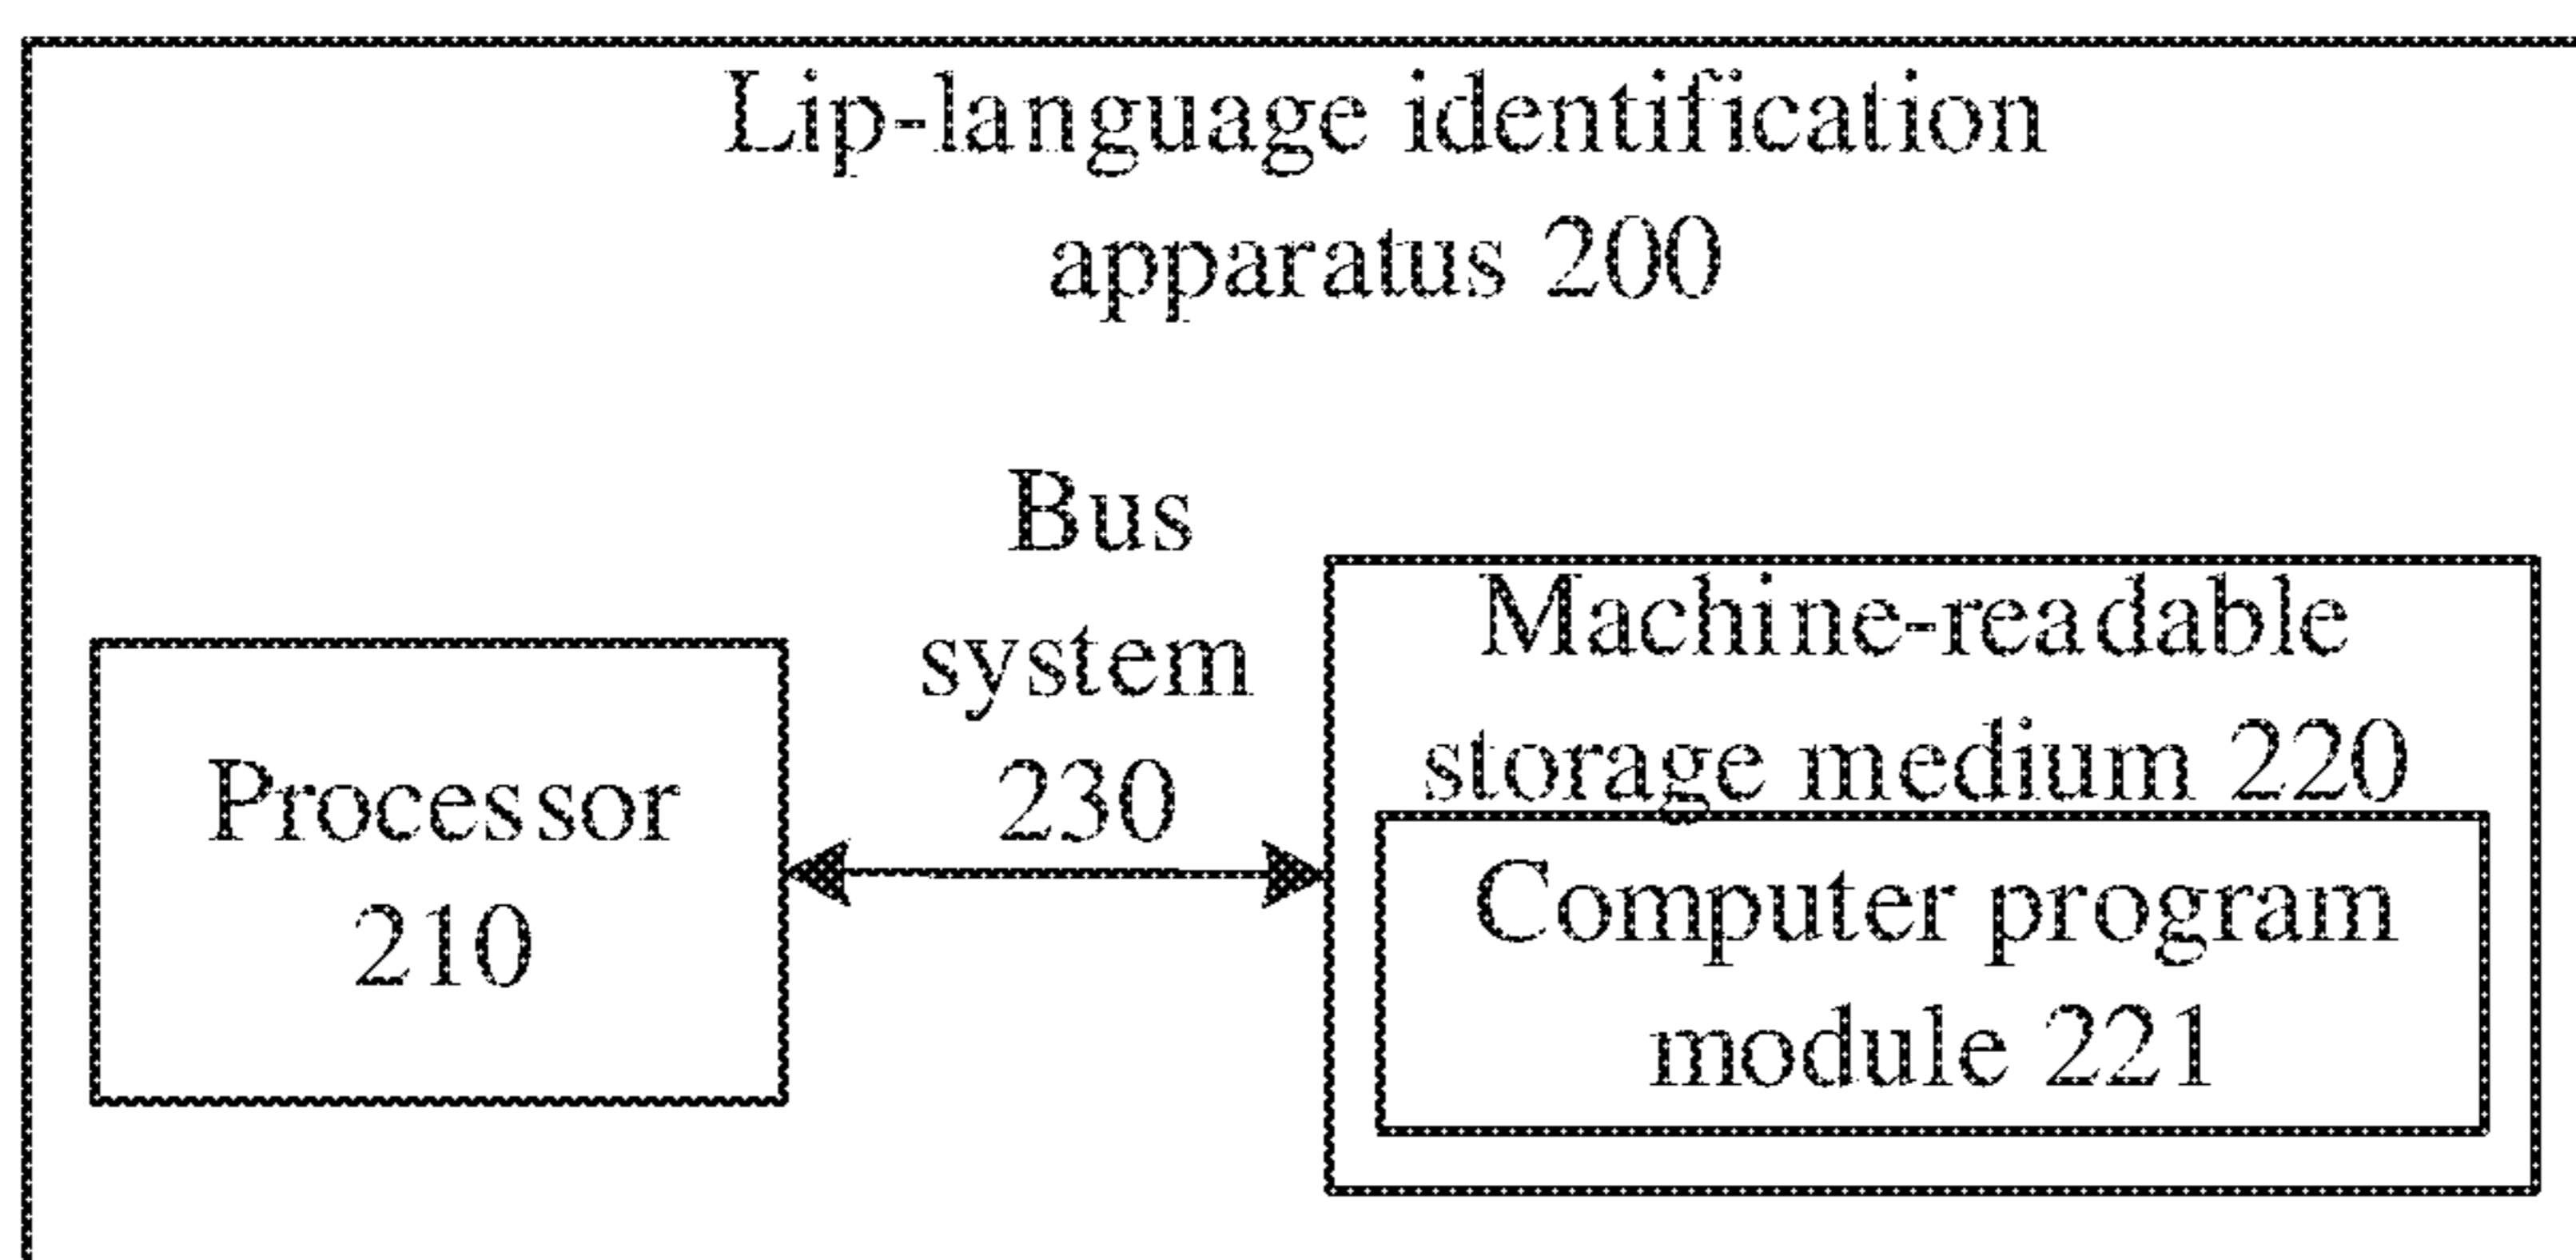 Lip-language identification
apparatus 200
Bus
system
230
Processor
210
Machine-readable
storage medium 220
Computer program
module 221